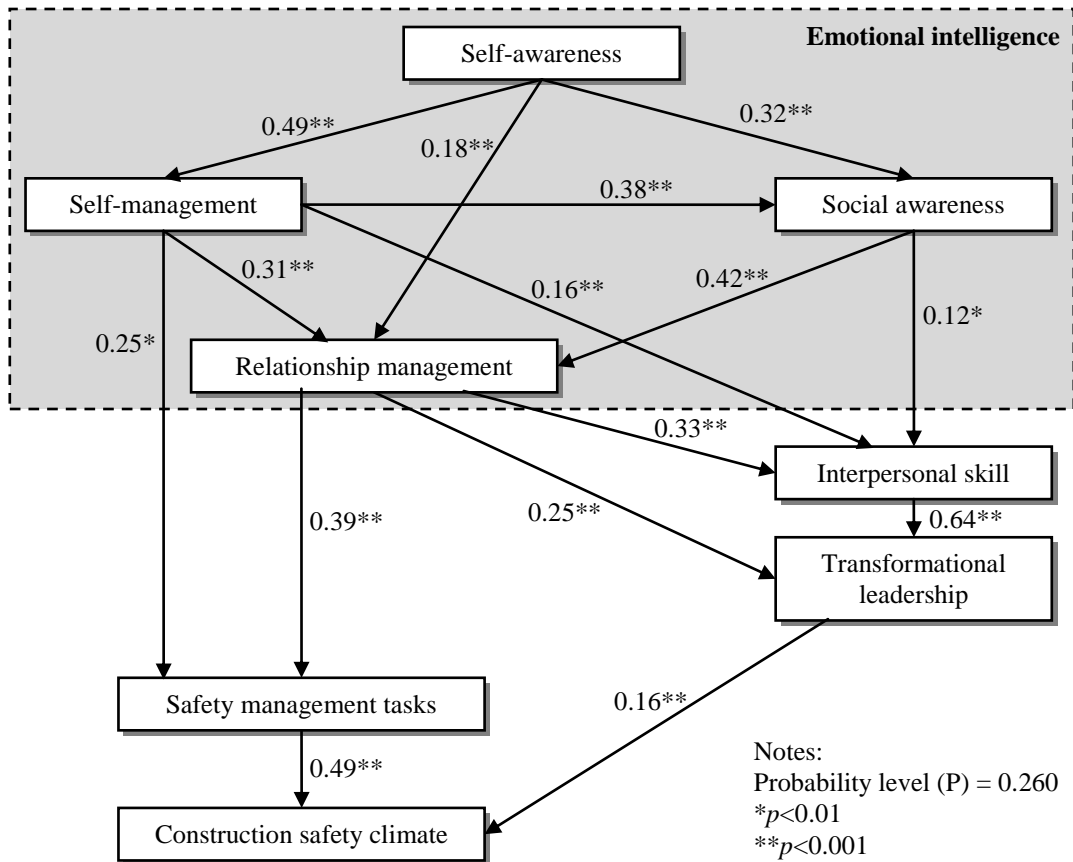 Emotional intelligence
Self-awareness
0.49**
0.18**
0.32**
Self-management
0.38**
Social awareness
0.31**
0.16**
0.42**
0.12*
0.25*
Relationship management
0.33**
Interpersonal skill
0.39**
0.25**
0.64**
Transformational
leadership
Safety management tasks
0.16**
0.49**
Construction safety climate
Notes:
Probability level (P) = 0.260
*p<0.01
**p<0.001